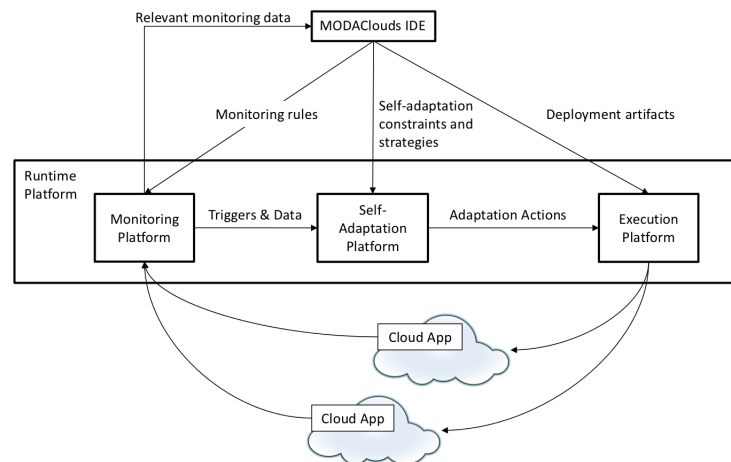 Relevant monitoring data
MODAClouds IDE
Monitoring rules
Self-adaptation
constraints and
strategies
Deployment artifacts
Runtime
Platform
Monitoring
Platform
Triggers & Data
Self-
Adaptation
Platform
Adaptation Actions
Execution
Platform
Cloud App
Cloud App